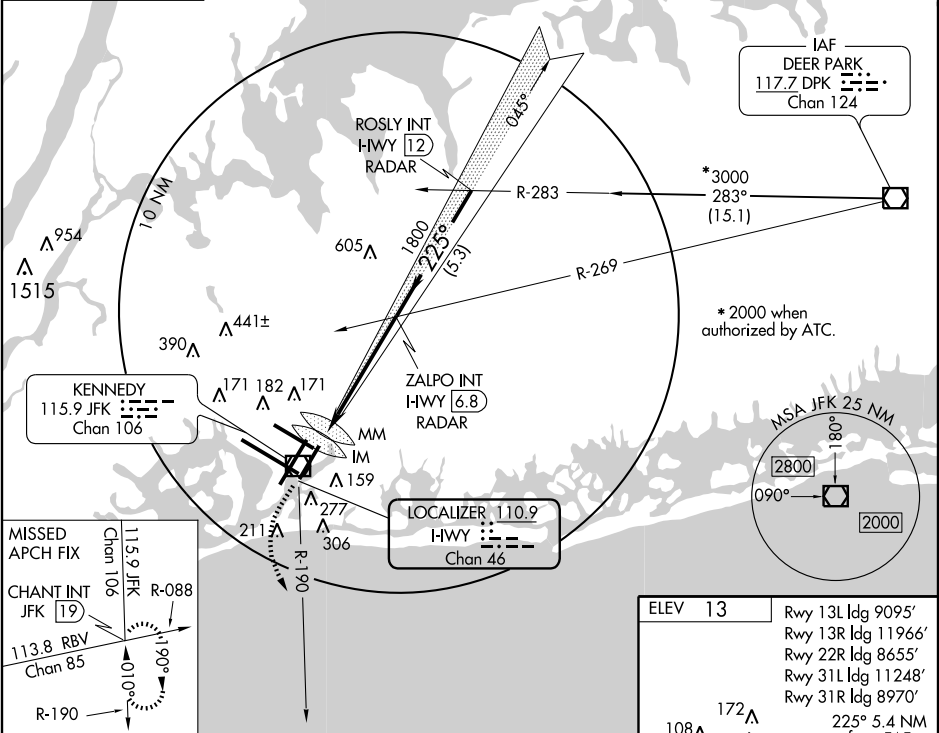 IAF
DEER PARK
117.7 DPK
Chan 124
ROSLY INT
I-IWY 12
RADAR
045°
*3000
283°
(15.1)
R-283
10 NM
1800
225°
(5.3)
R-269
954
1515
605
* 2000 when
authorized by ATC.
441±
390
171
182
171
KENNEDY
115.9 JFK
Chan 106
ZALPO INT
I-IWY 6.8
RADAR
MM
IM
159
277
211
306
LOCALIZER 110.9
I-IWY
Chan 46
R-190
MSA JFK 25 NM
180°
2800
090°
2000
MISSED
APCH FIX
115.9 JFK
Chan 106
CHANT INT
JFK 19
R-088
113.8 RBV
Chan 85
190°
010°
R-190
ELEV 13
Rwy 13L ldg 9095'
Rwy 13R ldg 11966'
Rwy 22R ldg 8655'
Rwy 31L ldg 11248'
Rwy 31R ldg 8970'
172
108
225° 5.4 NM